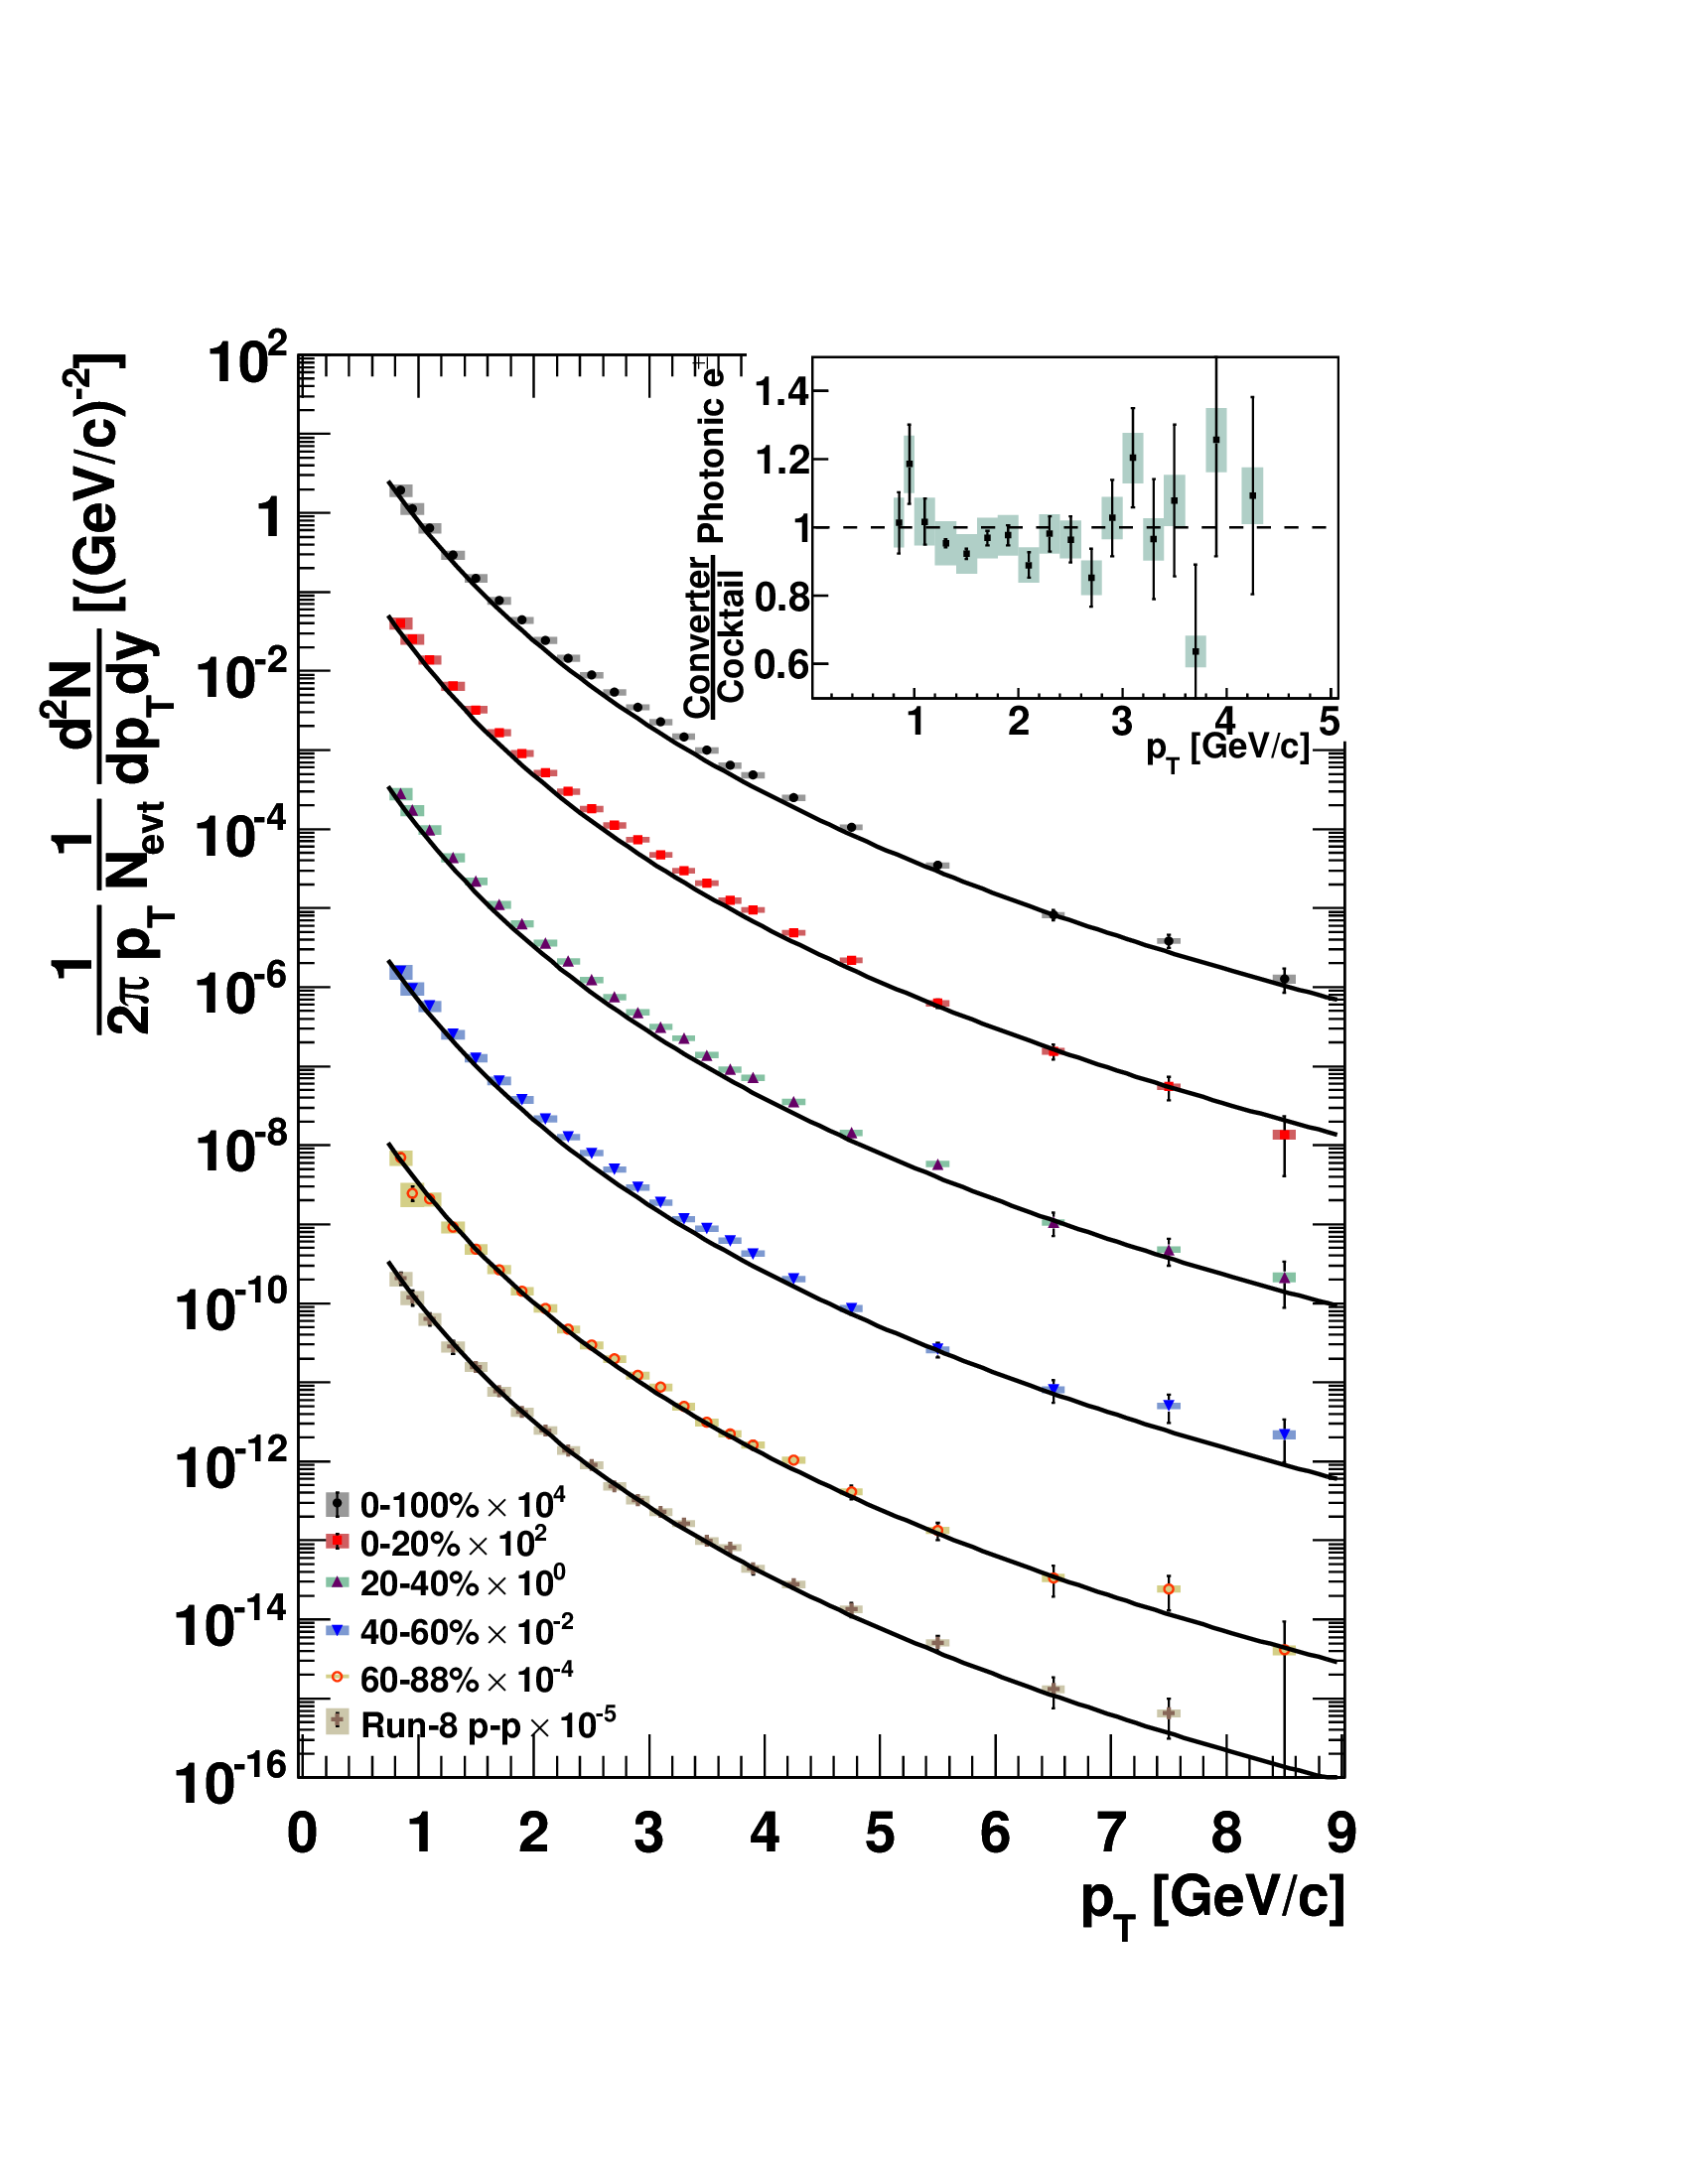 1 1 d²N
2π p_T N_evt dp_T dy [(GeV/c)⁻²]
10²
1
10⁻²
10⁻⁴
10⁻⁶
10⁻⁸
10⁻¹⁰
10⁻¹²
10⁻¹⁴
10⁻¹⁶
Converter
Cocktail
Photonic e±
1.4
1.2
1
0.8
0.6
1 2 3 4 5
p_T [GeV/c]
0-100% × 10⁴
0-20% × 10²
20-40% × 10⁰
40-60% × 10⁻²
60-88% × 10⁻⁴
Run-8 p-p × 10⁻⁵
0 1 2 3 4 5 6 7 8 9
p_T [GeV/c]